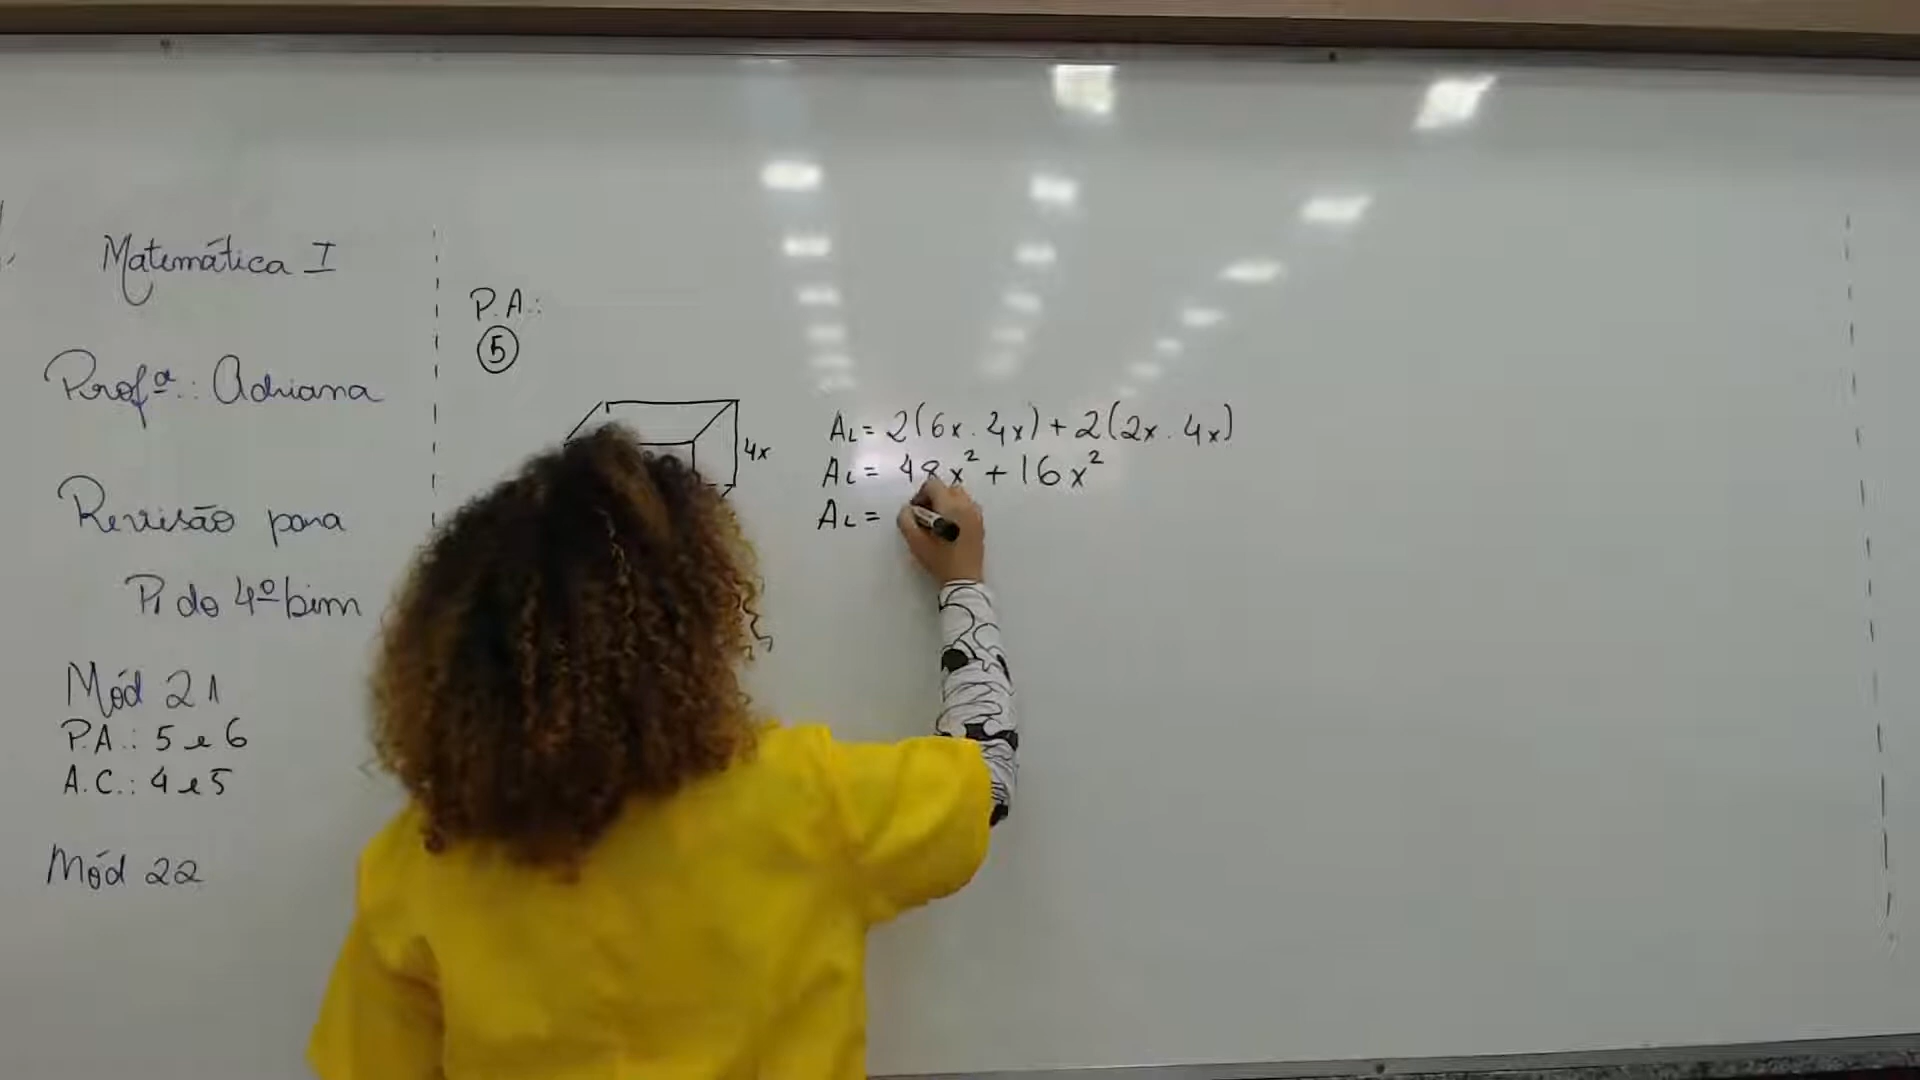 Matemática I
Profª.: Adriana
Revisão para
P1 do 4º bim
Mód 21
P.A.: 5 e 6
A.C.: 4 e 5
Mód 22
P.A.:
5
4x
AL = 2(6x . 4x) + 2(2x . 4x)
AL = 48x² + 16x²
AL =